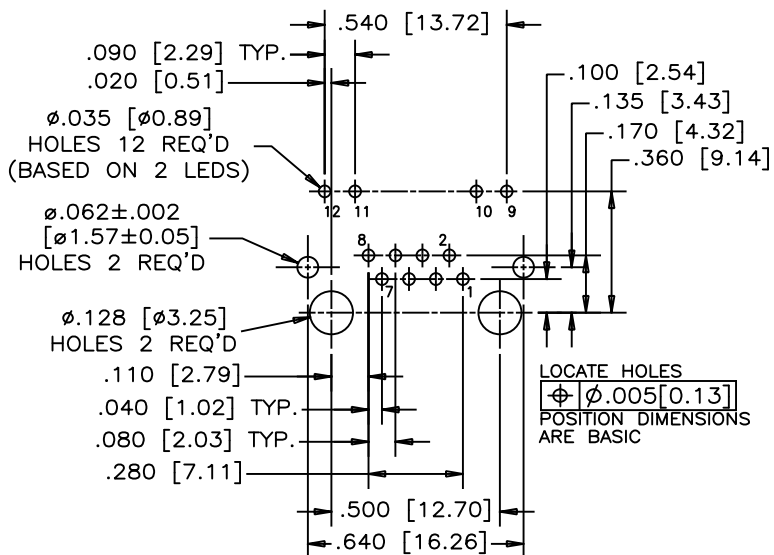 .540 [13.72]
.090 [2.29] TYP.
.020 [0.51]
.100 [2.54]
.135 [3.43]
.170 [4.32]
.360 [9.14]
ø.035 [ø0.89]
HOLES 12 REQ'D
(BASED ON 2 LEDS)
12 11 10 9
ø.062±.002
[ø1.57±0.05]
HOLES 2 REQ'D
8 2
7 1
ø.128 [ø3.25]
HOLES 2 REQ'D
.110 [2.79]
.040 [1.02] TYP.
.080 [2.03] TYP.
.280 [7.11]
LOCATE HOLES
⌖ ø.005[0.13]
POSITION DIMENSIONS
ARE BASIC
.500 [12.70]
.640 [16.26]